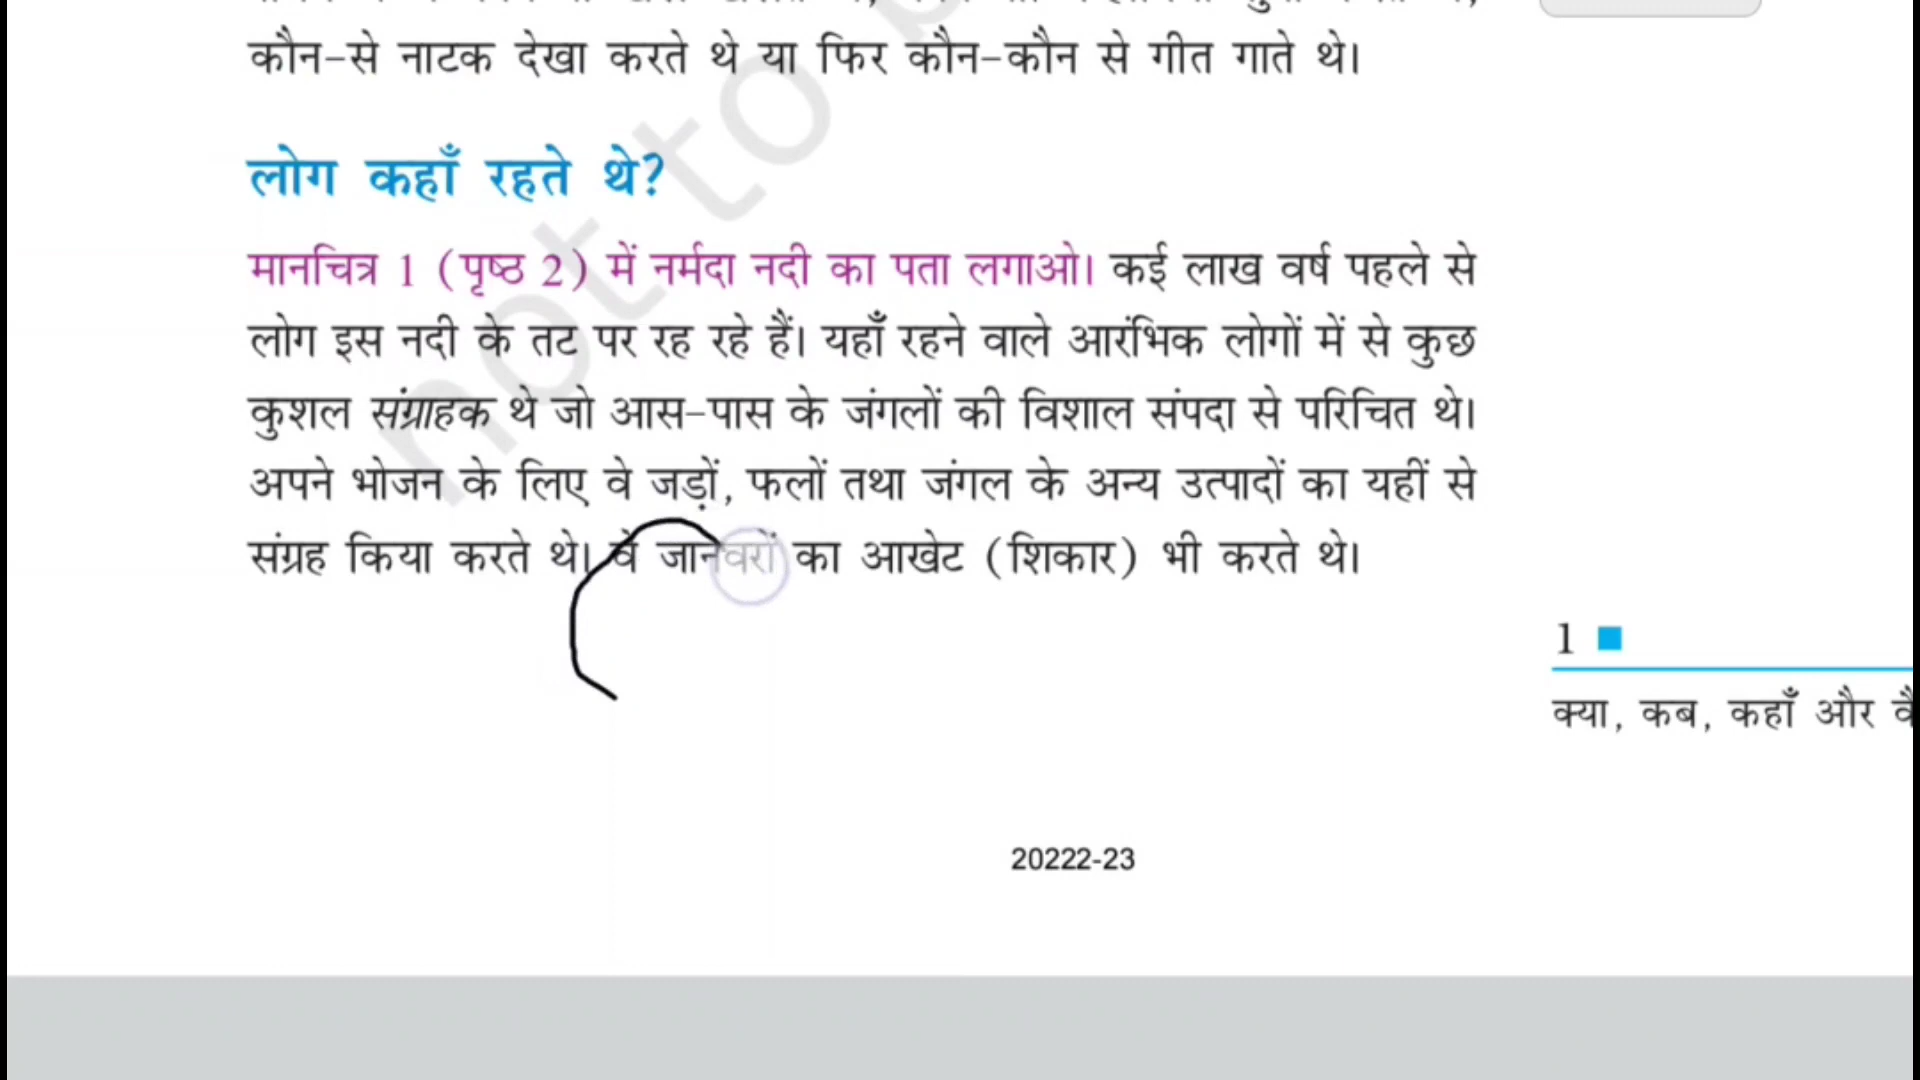 कौन-से नाटक देखा करते थे या फिर कौन-कौन से गीत गाते थे।
लोग कहाँ रहते थे?
मानचित्र 1 (पृष्ठ 2) में नर्मदा नदी का पता लगाओ। कई लाख वर्ष पहले से
लोग इस नदी के तट पर रह रहे हैं। यहाँ रहने वाले आरंभिक लोगों में से कुछ
कुशल संग्राहक थे जो आस-पास के जंगलों की विशाल संपदा से परिचित थे।
अपने भोजन के लिए वे जड़ों, फलों तथा जंगल के अन्य उत्पादों का यहीं से
संग्रह किया करते थे। वे जानवरों का आखेट (शिकार) भी करते थे।
1
क्या, कब, कहाँ और
20222-23
not to